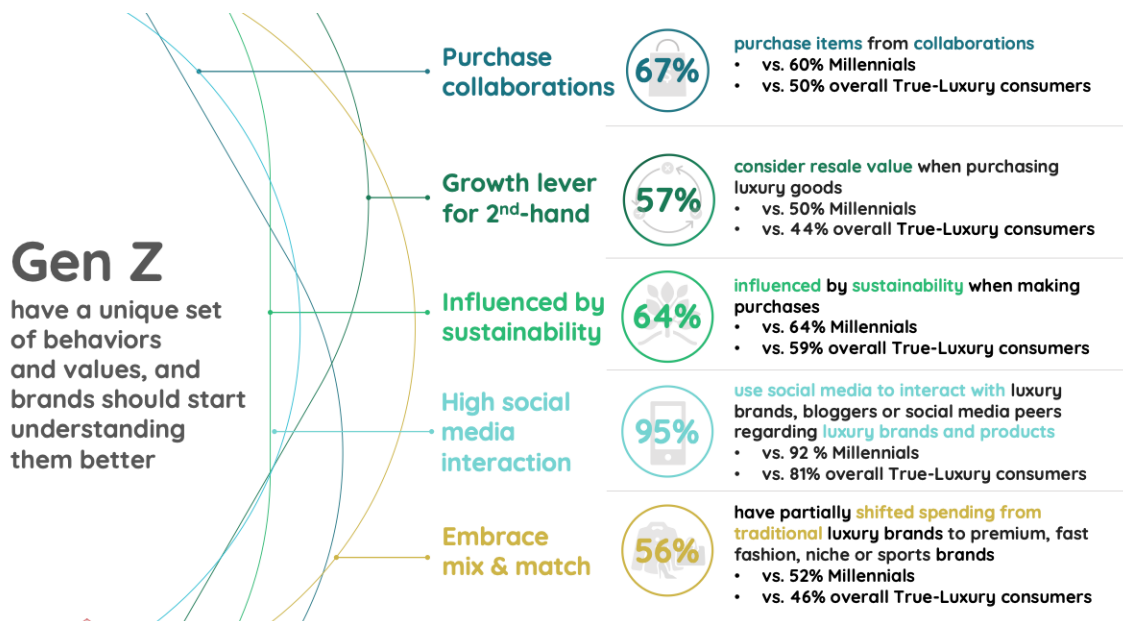 Gen Z
have a unique set
of behaviors
and values, and
brands should start
understanding
them better
Purchase
collaborations
67%
purchase items from collaborations
• vs. 60% Millennials
• vs. 50% overall True-Luxury consumers
Growth lever
for 2nd-hand
57%
consider resale value when purchasing
luxury goods
• vs. 50% Millennials
• vs. 44% overall True-Luxury consumers
Influenced by
sustainability
64%
influenced by sustainability when making
purchases
• vs. 64% Millennials
• vs. 59% overall True-Luxury consumers
High social
media
interaction
95%
use social media to interact with luxury
brands, bloggers or social media peers
regarding luxury brands and products
• vs. 92 % Millennials
• vs. 81% overall True-Luxury consumers
Embrace
mix & match
56%
have partially shifted spending from
traditional luxury brands to premium, fast
fashion, niche or sports brands
• vs. 52% Millennials
• vs. 46% overall True-Luxury consumers